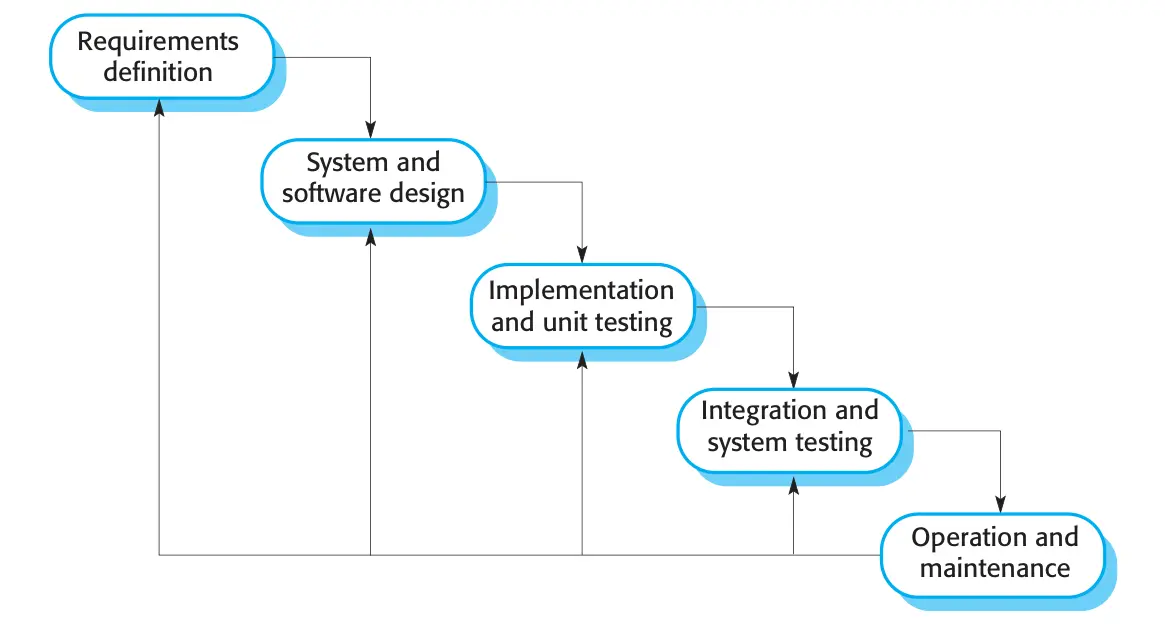 Requirements
definition
System and
software design
Implementation
and unit testing
Integration and
system testing
Operation and
maintenance